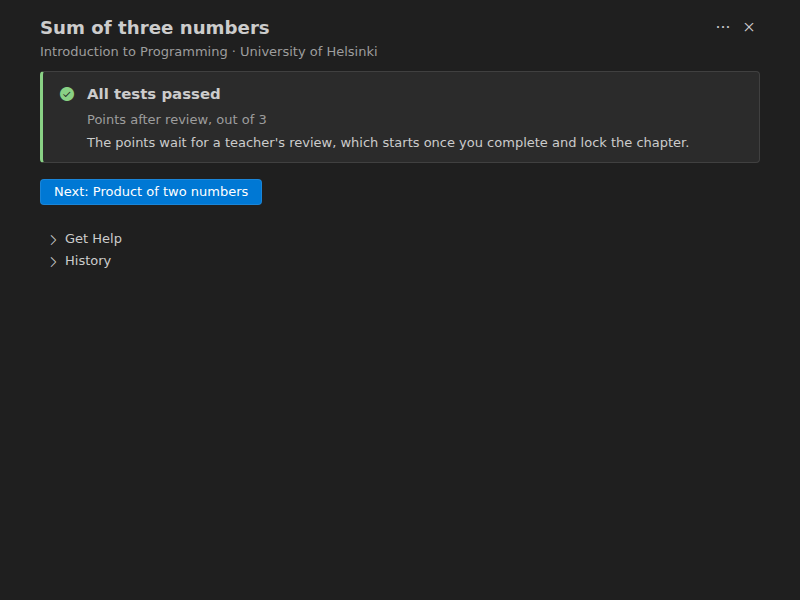 Sum of three numbers
Introduction to Programming · University of Helsinki
All tests passed
Points after review, out of 3
The points wait for a teacher's review, which starts once you complete and lock the chapter.
Next: Product of two numbers
Get Help
History